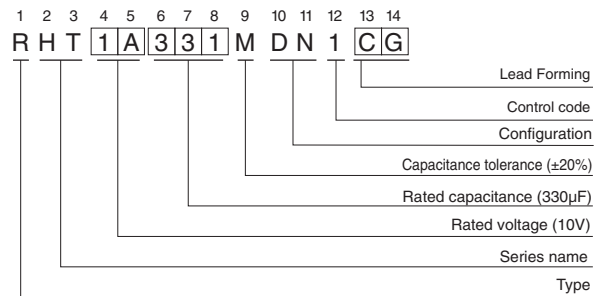 1 2 3 4 5 6 7 8 9 10 11 12 13 14
R H T 1 A 3 3 1 M D N 1 C G
Lead Forming
Control code
Configuration
Capacitance tolerance (±20%)
Rated capacitance (330µF)
Rated voltage (10V)
Series name
Type